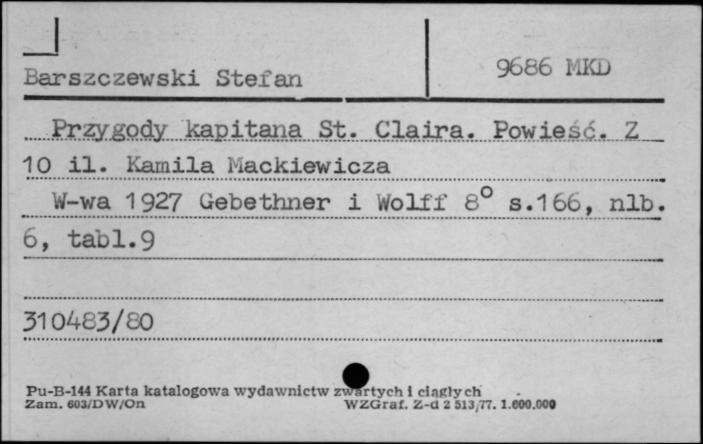 Barszczewski Stefan
9686 MKD
Przygody kapitana St. Claira. Powieść. Z
10 il. Kamila Mackiewicza
W-wa 1927 Gebethner i Wolff 8° s.166, nlb.
6, tabl.9
310483/80
Pu-B-144 Karta katalogowa wydawnictw zwartych i ciągłych
Zam. 603/DW/On WZGraf. Z-d 2 513/77. 1.600.000